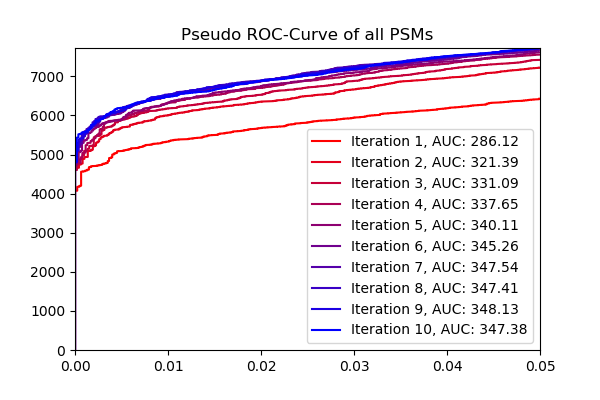 Pseudo ROC-Curve of all PSMs
7000
6000
5000
4000
3000
2000
1000
0
Iteration 1, AUC: 286.12
Iteration 2, AUC: 321.39
Iteration 3, AUC: 331.09
Iteration 4, AUC: 337.65
Iteration 5, AUC: 340.11
Iteration 6, AUC: 345.26
Iteration 7, AUC: 347.54
Iteration 8, AUC: 347.41
Iteration 9, AUC: 348.13
Iteration 10, AUC: 347.38
0.00 0.01 0.02 0.03 0.04 0.05